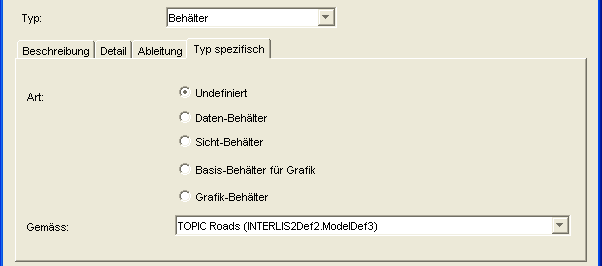 Typ: Behälter
Beschreibung Detail Ableitung Typ spezifisch
Art: Undefiniert
Daten-Behälter
Sicht-Behälter
Basis-Behälter für Grafik
Grafik-Behälter
Gemäss: TOPIC Roads (INTERLIS2Def2.ModelDef3)